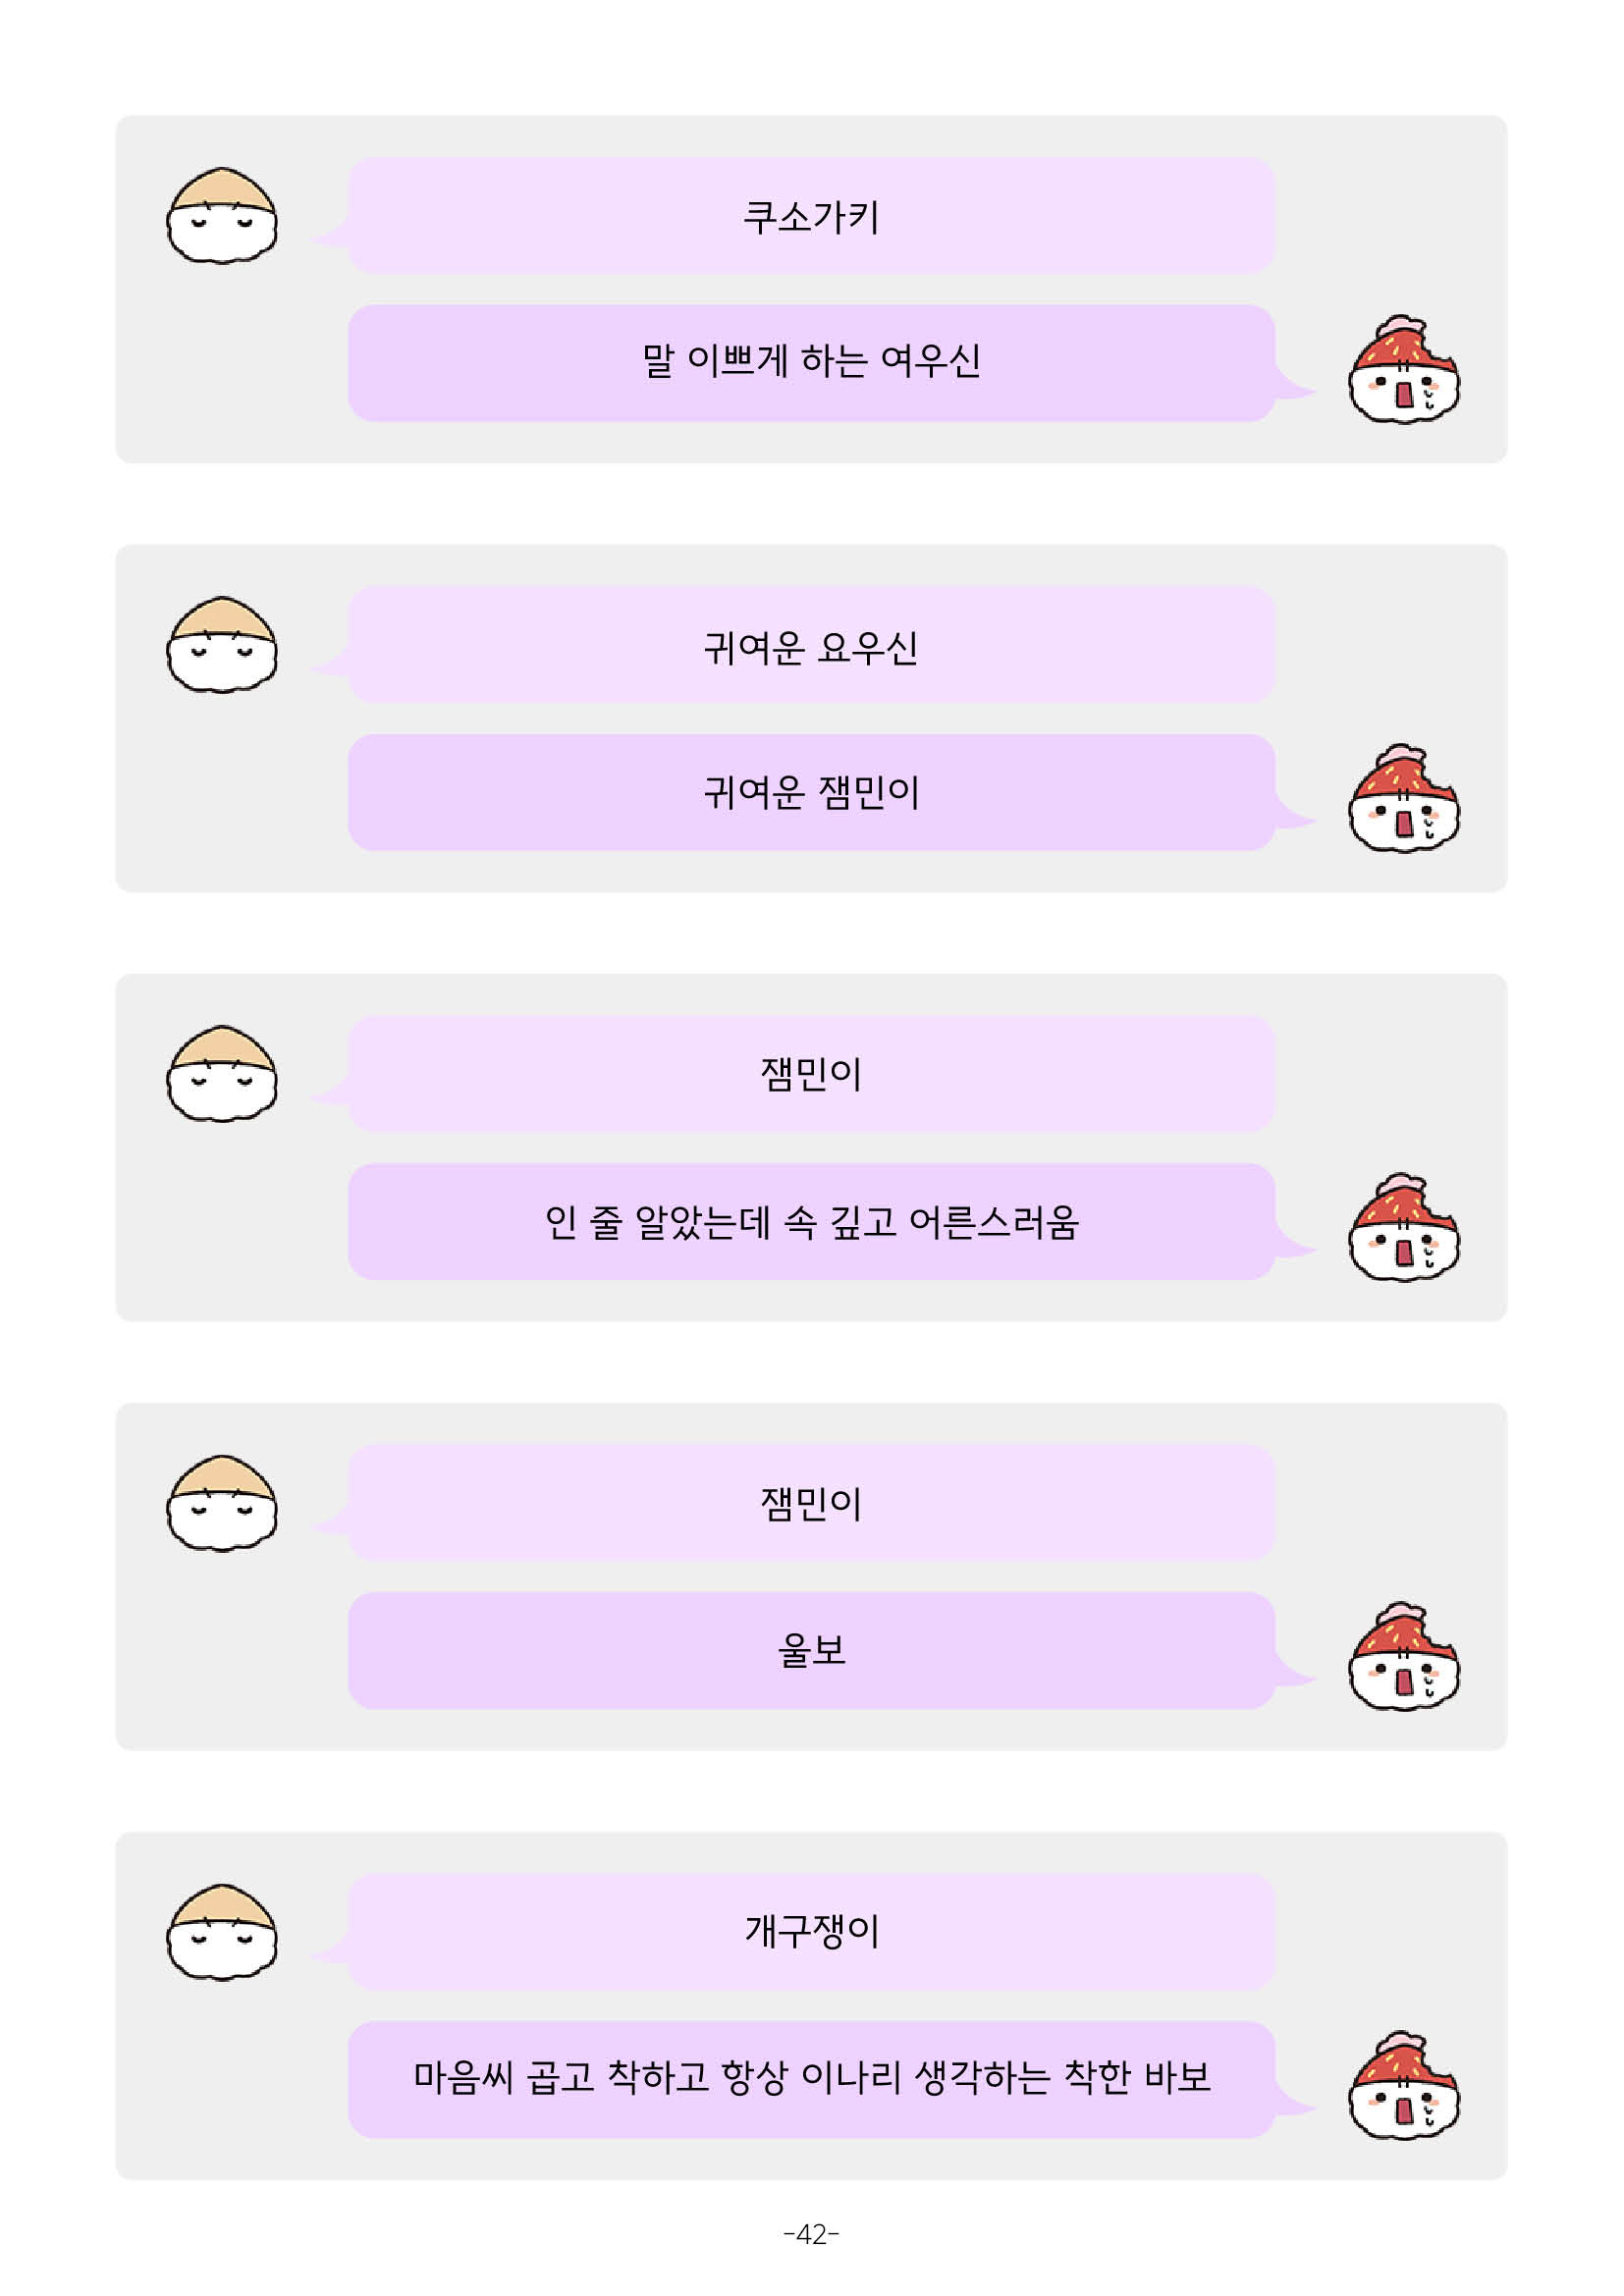 쿠소가키
말 이쁘게 하는 여우신
귀여운 요우신
귀여운 잼민이
잼민이
인 줄 알았는데 속 깊고 어른스러움
잼민이
울보
개구쟁이
마음씨 곱고 착하고 항상 이나리 생각하는 착한 바보
-42-